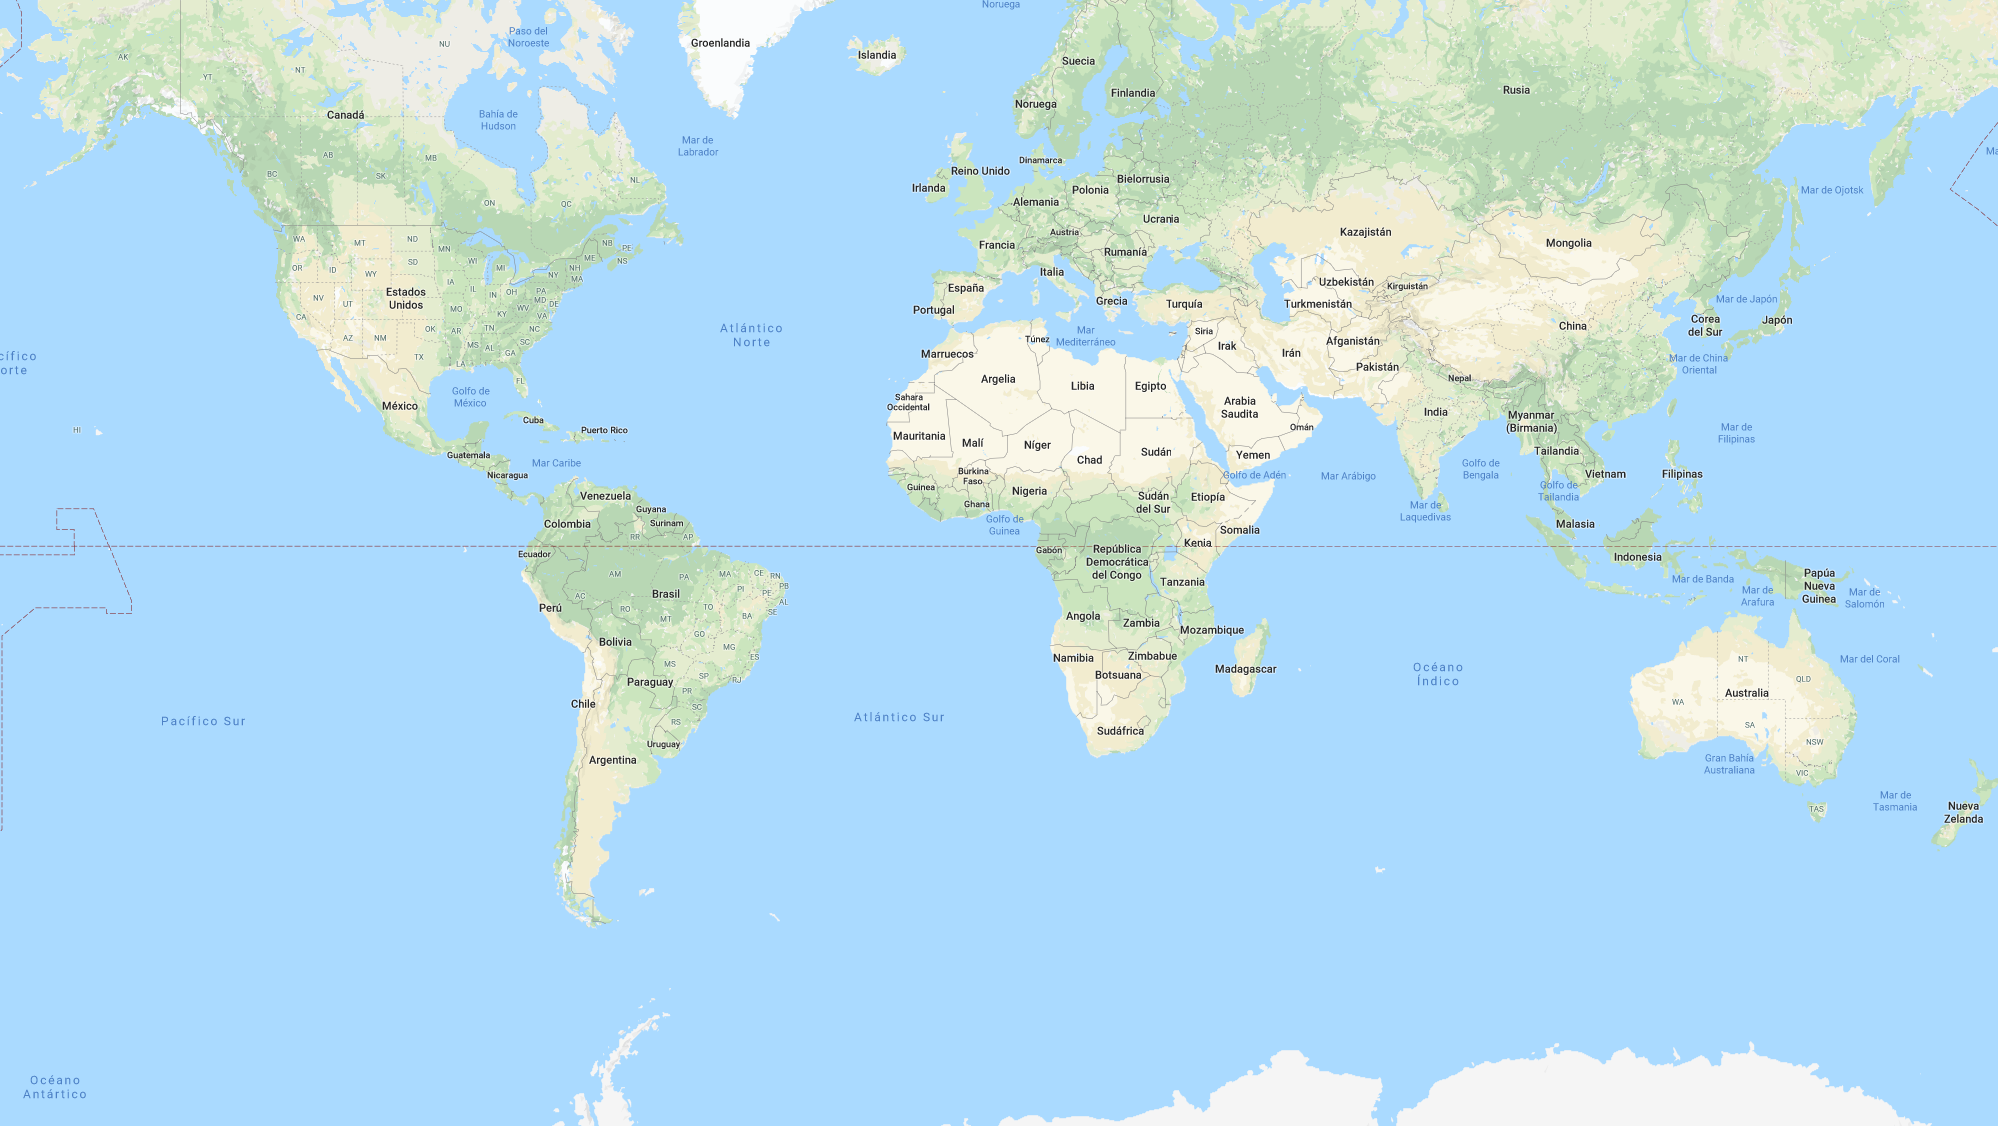 Noruega
Paso del
Noroeste
NU
Groenlandia
Islandia
AK
NT
YT
Suecia
Rusia
Finlandia
Noruega
Canadá
Bahía de
Hudson
Mar de
Labrador
Ma
AB
MB
BC
SK
Dinamarca
Reino Unido
Bielorrusia
NL
Irlanda
Polonia
Mar de Ojotsk
ON
QC
Alemania
Ucrania
Austria
Kazajistán
WA
MT
ND
MN
NB
PE
Francia
Rumanía
Mongolia
OR
ID
WY
SD
WI
MI
ME
NS
NH
NY
MA
Italia
IA
IL
IN
OH
PA
España
Uzbekistán
Kirguistán
NV
UT
Estados
Unidos
MO
KY
WV
MD
DE
VA
Portugal
Grecia
Turquía
Turkmenistán
Mar de Japón
CA
AZ
NM
OK
AR
TN
NC
Corea
del Sur
Japón
China
Atlántico
Norte
Túnez
Mar
Mediterráneo
Siria
Irak
Irán
Afganistán
MS
AL
SC
GA
cífico
orte
TX
LA
Marruecos
Pakistán
Mar de China
Oriental
FL
Argelia
Libia
Egipto
Nepal
Golfo de
México
México
Sahara
Occidental
Arabia
Saudita
India
Myanmar
(Birmania)
Cuba
HI
Puerto Rico
Mauritania
Malí
Níger
Omán
Mar de
Filipinas
Guatemala
Mar Caribe
Chad
Sudán
Yemen
Tailandia
Nicaragua
Burkina
Faso
Golfo de Adén
Mar Arábigo
Golfo de
Bengala
Vietnam
Filipinas
Guinea
Nigeria
Golfo de
Tailandia
Venezuela
Sudán
del Sur
Etiopía
Ghana
Mar de
Laquedivas
Guyana
Colombia
Surinam
Golfo de
Guinea
Malasia
Somalia
RR
AP
Kenia
Ecuador
Gabón
República
Democrática
del Congo
Indonesia
AM
PA
MA
CE
RN
PI
PB
PE
AL
SE
Tanzania
Mar de Banda
Papúa
Nueva
Guinea
Mar de
Arafura
Mar de
Salomón
AC
Brasil
Perú
RO
TO
MT
BA
Angola
Zambia
Mozambique
Bolivia
GO
MG
ES
Namibia
Zimbabue
Botsuana
Madagascar
Océano
Índico
NT
Mar del Coral
MS
SP
RJ
Paraguay
PR
QLD
Australia
WA
Chile
SC
Pacífico Sur
Atlántico Sur
RS
SA
Sudáfrica
Uruguay
NSW
Argentina
Gran Bahía
Australiana
VIC
Mar de
Tasmania
TAS
Nueva
Zelanda
Océano
Antártico